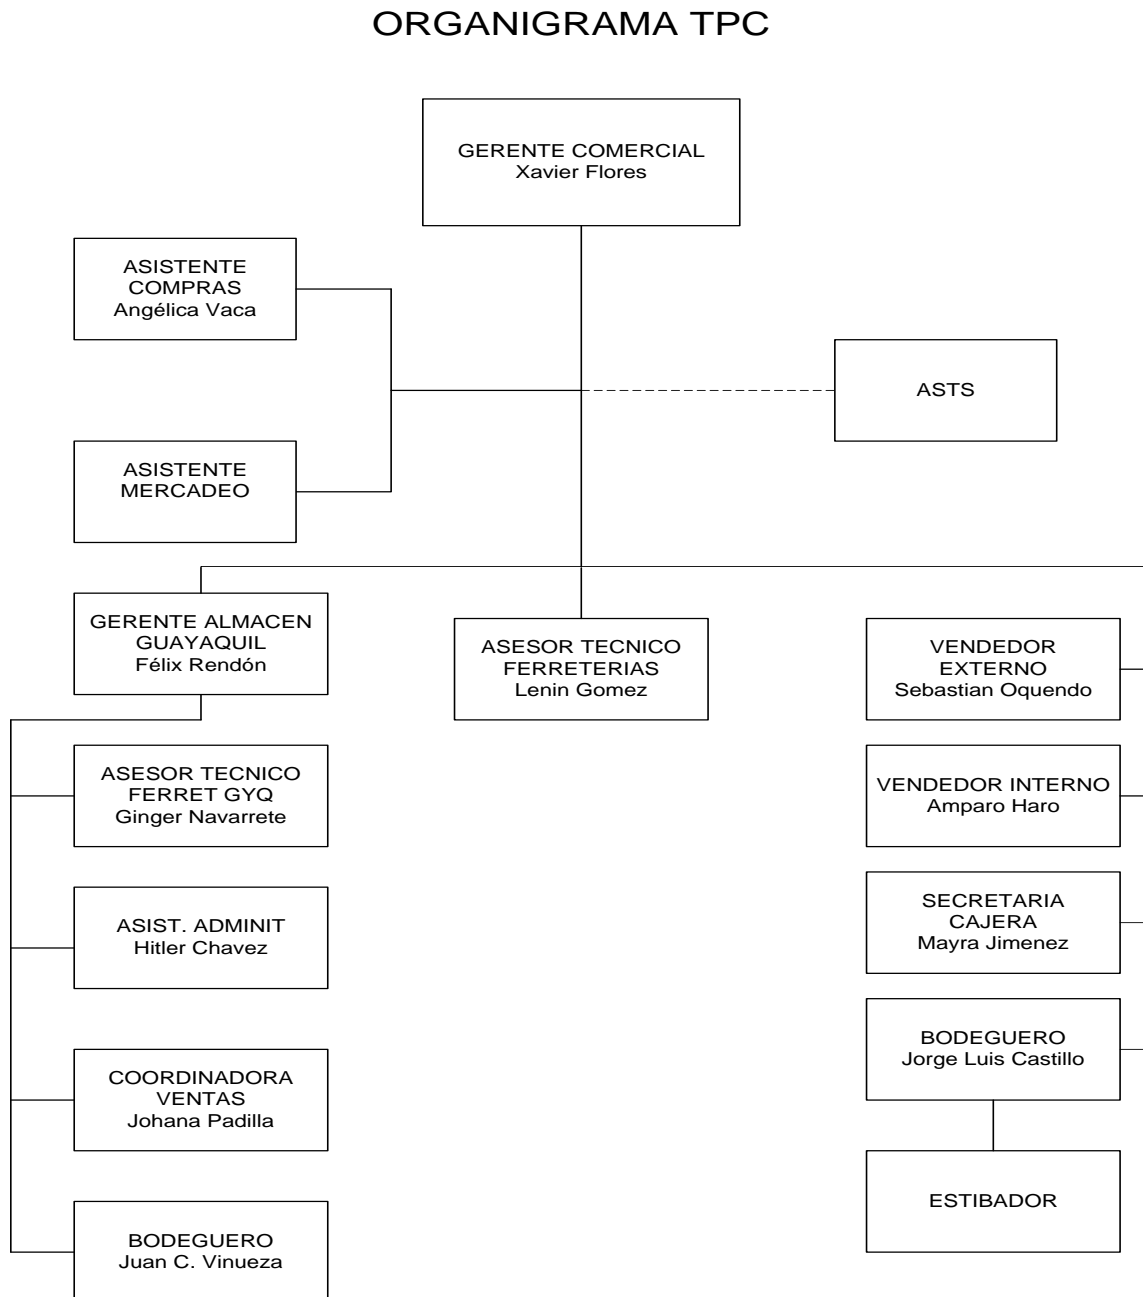 ORGANIGRAMA TPC
GERENTE COMERCIAL
Xavier Flores
ASISTENTE
COMPRAS
Angélica Vaca
ASTS
ASISTENTE
MERCADEO
GERENTE ALMACEN
GUAYAQUIL
Félix Rendón
ASESOR TECNICO
FERRETERIAS
Lenin Gomez
VENDEDOR
EXTERNO
Sebastian Oquendo
ASESOR TECNICO
FERRET GYQ
Ginger Navarrete
VENDEDOR INTERNO
Amparo Haro
ASIST. ADMINIT
Hitler Chavez
SECRETARIA
CAJERA
Mayra Jimenez
COORDINADORA
VENTAS
Johana Padilla
BODEGUERO
Jorge Luis Castillo
BODEGUERO
Juan C. Vinueza
ESTIBADOR